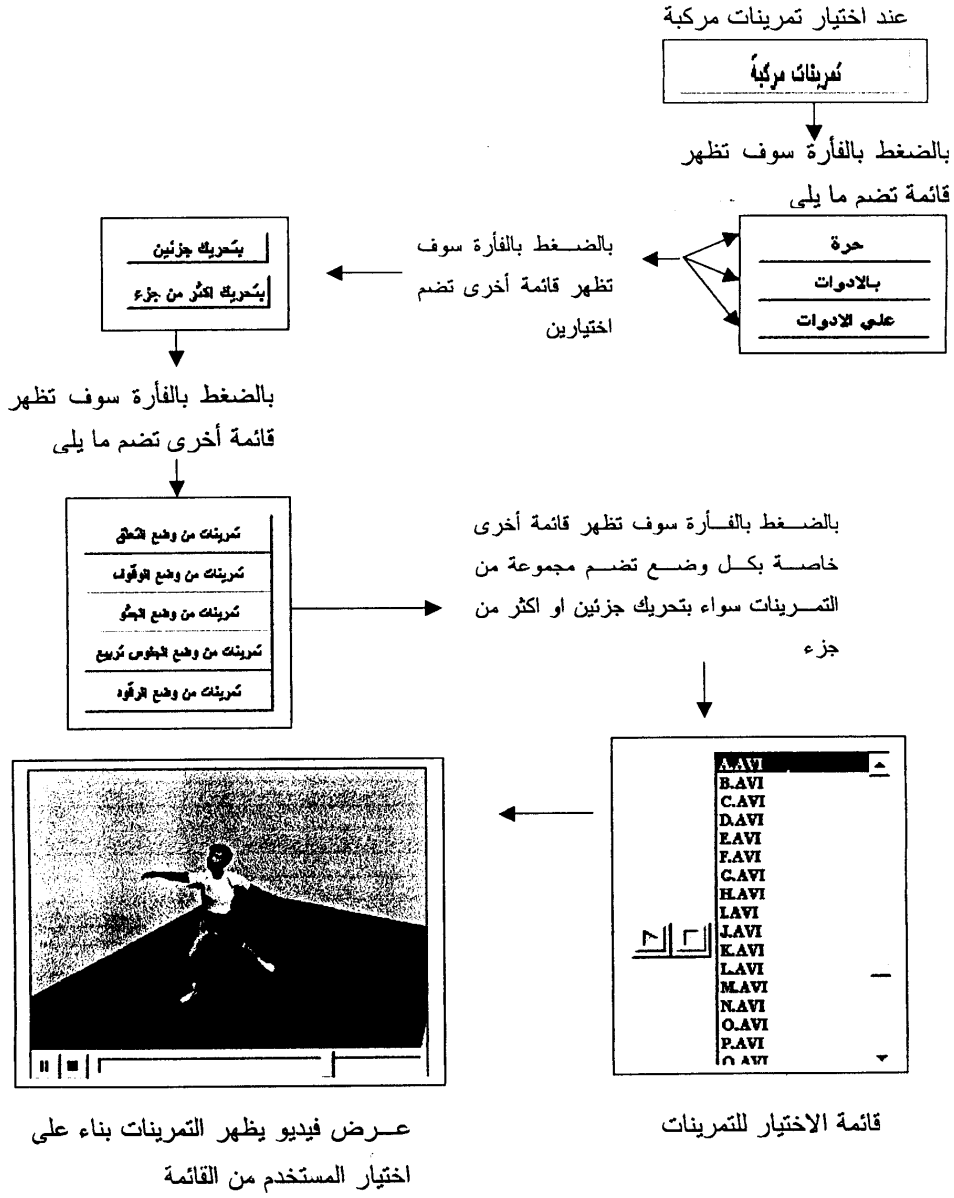 عند اختيار تمرينات مركبة
تمرينات مركبة
بالضغط بالفأرة سوف تظهر
قائمة تضم ما يلى
حرة
بالادوات
على الادوات
بالضغط بالفأرة سوف
تظهر قائمة أخرى تضم
اختيارين
بتحريك جزئين
بتحريك اكثر من جزء
بالضغط بالفأرة سوف تظهر
قائمة أخرى تضم ما يلى
تمرينات من وضع التعلق
تمرينات من وضع الوقوف
تمرينات من وضع الجثو
تمرينات من وضع الجلوس تربيع
تمرينات من وضع الرقود
بالضغط بالفأرة سوف تظهر قائمة أخرى
خاصة بكل وضع تضم مجموعة من
التمرينات سواء بتحريك جزئين او اكثر من
جزء
A.AVI
B.AVI
C.AVI
D.AVI
E.AVI
F.AVI
G.AVI
H.AVI
I.AVI
J.AVI
K.AVI
L.AVI
M.AVI
N.AVI
O.AVI
P.AVI
Q.AVI
قائمة الاختيار للتمرينات
عرض فيديو يظهر التمرينات بناء على
اختيار المستخدم من القائمة